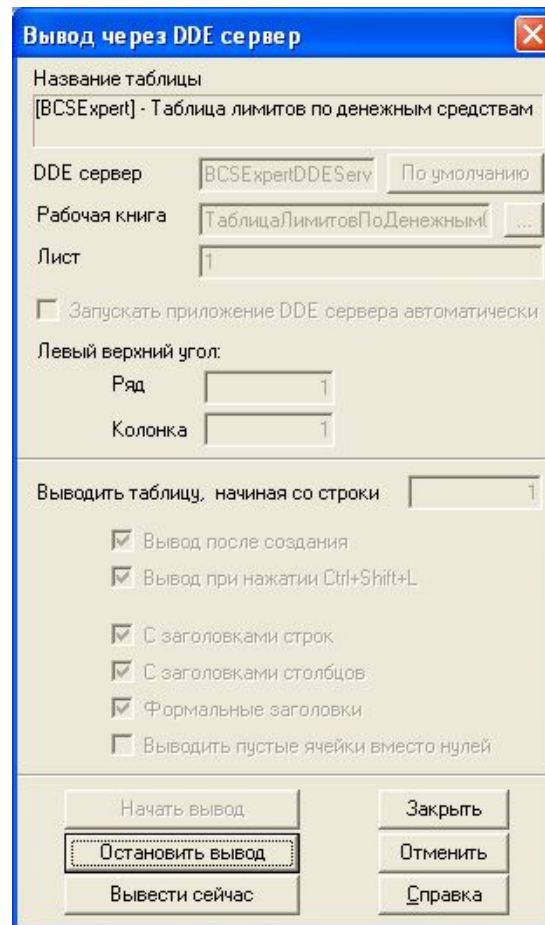 Вывод через DDE сервер
Название таблицы
[BCSExpert] - Таблица лимитов по денежным средствам
DDE сервер BCSExpertDDEServ По умолчанию
Рабочая книга ТаблицаЛимитовПоДенежным( ...
Лист 1
Запускать приложение DDE сервера автоматически
Левый верхний угол:
Ряд 1
Колонка 1
Выводить таблицу, начиная со строки 1
Вывод после создания
Вывод при нажатии Ctrl+Shift+L
С заголовками строк
С заголовками столбцов
Формальные заголовки
Выводить пустые ячейки вместо нулей
Начать вывод Закрыть
Остановить вывод Отменить
Вывести сейчас Справка